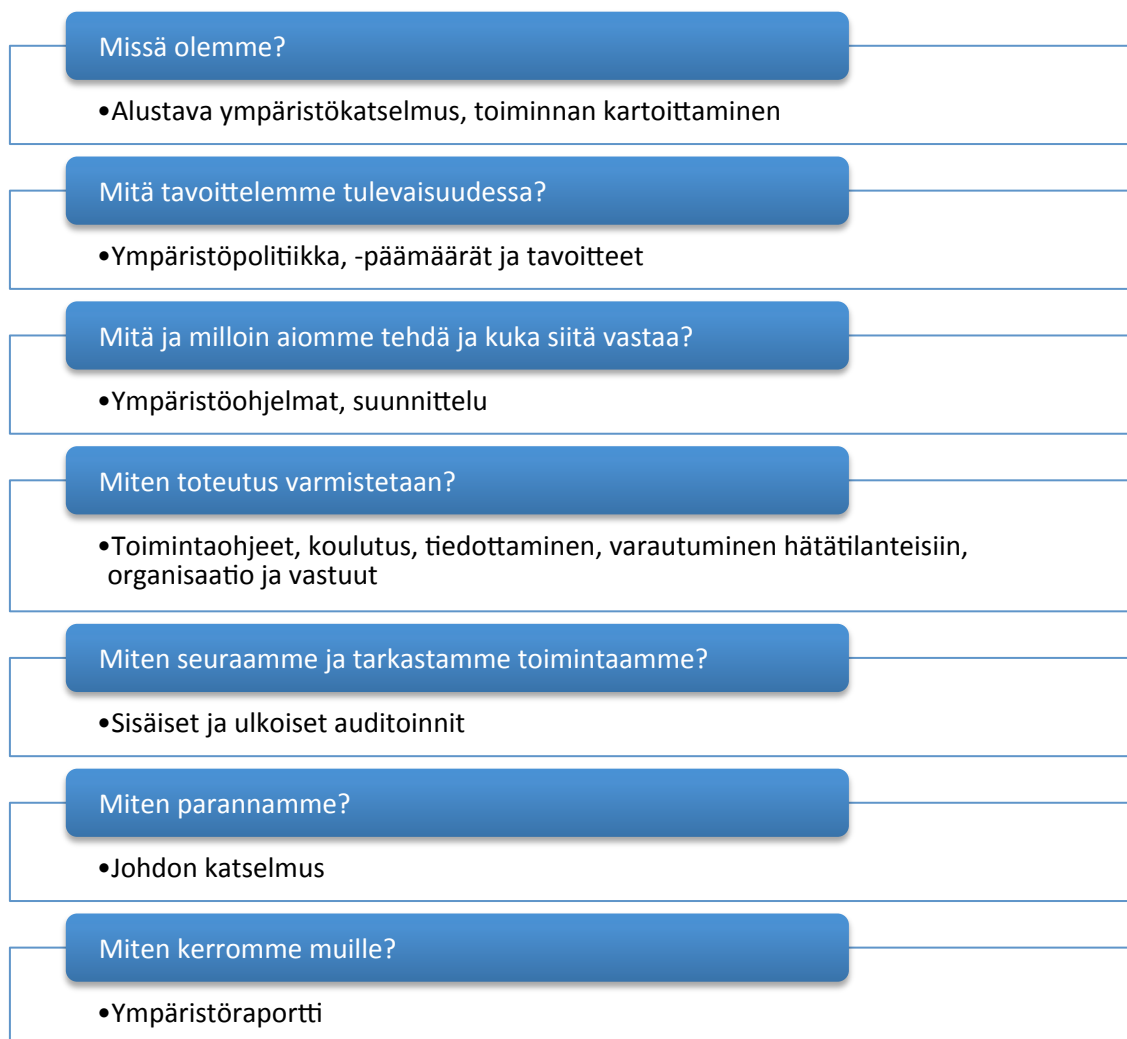 Missä olemme?
•Alustava ympäristökatselmus, toiminnan kartoittaminen
Mitä tavoittelemme tulevaisuudessa?
•Ympäristöpolitiikka, -päämäärät ja tavoitteet
Mitä ja milloin aiomme tehdä ja kuka siitä vastaa?
•Ympäristöohjelmat, suunnittelu
Miten toteutus varmistetaan?
•Toimintaohjeet, koulutus, tiedottaminen, varautuminen hätätilanteisiin,
organisaatio ja vastuut
Miten seuraamme ja tarkastamme toimintaamme?
•Sisäiset ja ulkoiset auditoinnit
Miten parannamme?
•Johdon katselmus
Miten kerromme muille?
•Ympäristöraportti